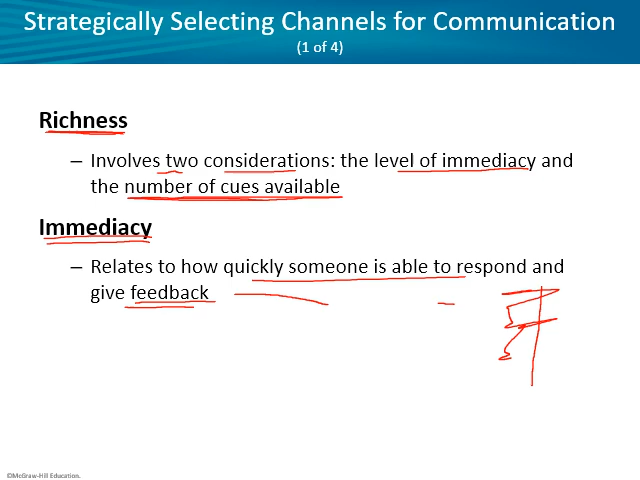 Strategically Selecting Channels for Communication
(1 of 4)
Richness
– Involves two considerations: the level of immediacy and
the number of cues available
Immediacy
– Relates to how quickly someone is able to respond and
give feedback
©McGraw-Hill Education.